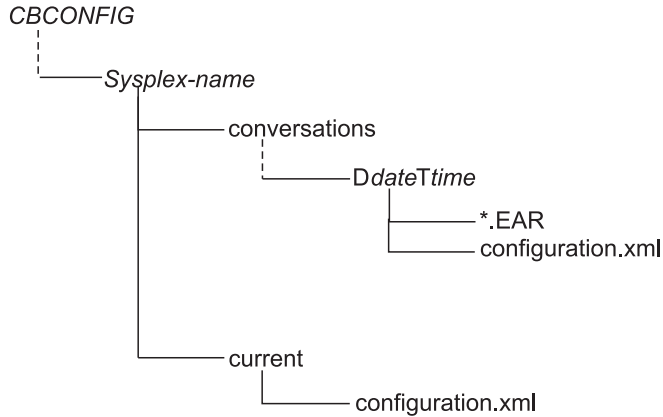 CBCONFIG
Sysplex-name
conversations
DdateTtime
*.EAR
configuration.xml
current
configuration.xml